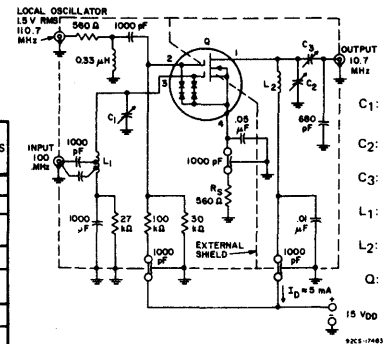 LOCAL OSCILLATOR
1.5 V RMS
110.7
MHz
560 Ω
1000 pF
0.33 μH
Q
1
2
3
4
C₃
OUTPUT
10.7
MHz
L₂
C₂
C₁
680
pF
.05
μF
INPUT
100
MHz
1000
pF
L₁
1000 pF
RS
560 Ω
1000
pF
27
kΩ
100
kΩ
30
kΩ
.01
μF
EXTERNAL
SHIELD
1000
pF
1000
pF
ID ≈ 5 mA
+
-
15 VDD
92CS-17483
S
C₁:
C₂:
C₃:
L₁:
L₂:
Q: